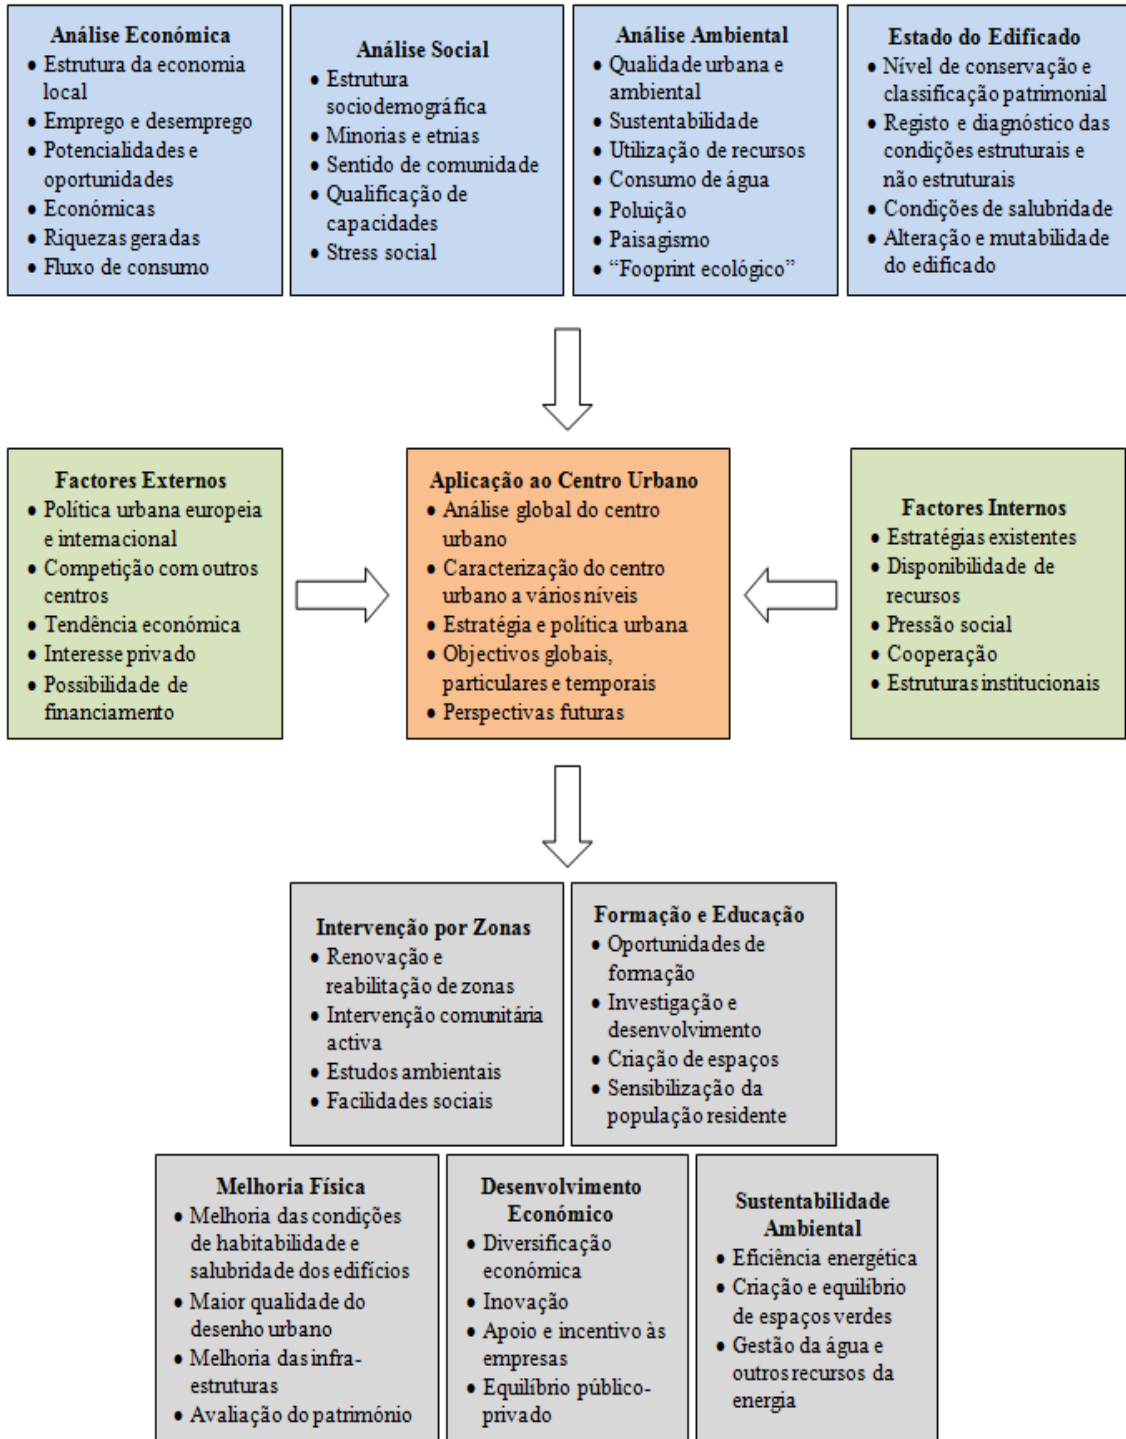 Análise Económica
• Estrutura da economia
local
• Emprego e desemprego
• Potencialidades e
oportunidades
• Económicas
• Riquezas geradas
• Fluxo de consumo
Análise Social
• Estrutura
sociodemográfica
• Minorias e etnias
• Sentido de comunidade
• Qualificação de
capacidades
• Stress social
Análise Ambiental
• Qualidade urbana e
ambiental
• Sustentabilidade
• Utilização de recursos
• Consumo de água
• Poluição
• Paisagismo
• “Fooprint ecológico”
Estado do Edificado
• Nível de conservação e
classificação patrimonial
• Registo e diagnóstico das
condições estruturais e
não estruturais
• Condições de salubridade
• Alteração e mutabilidade
do edificado
Factores Externos
• Política urbana europeia
e internacional
• Competição com outros
centros
• Tendência económica
• Interesse privado
• Possibilidade de
financiamento
Aplicação ao Centro Urbano
• Análise global do centro
urbano
• Caracterização do centro
urbano a vários níveis
• Estratégia e política urbana
• Objectivos globais,
particulares e temporais
• Perspectivas futuras
Factores Internos
• Estratégias existentes
• Disponibilidade de
recursos
• Pressão social
• Cooperação
• Estruturas institucionais
Intervenção por Zonas
• Renovação e
reabilitação de zonas
• Intervenção comunitária
activa
• Estudos ambientais
• Facilidades sociais
Formação e Educação
• Oportunidades de
formação
• Investigação e
desenvolvimento
• Criação de espaços
• Sensibilização da
população residente
Melhoria Física
• Melhoria das condições
de habitabilidade e
salubridade dos edifícios
• Maior qualidade do
desenho urbano
• Melhoria das infra-
estruturas
• Avaliação do património
Desenvolvimento
Económico
• Diversificação
económica
• Inovação
• Apoio e incentivo às
empresas
• Equilíbrio público-
privado
Sustentabilidade
Ambiental
• Eficiência energética
• Criação e equilíbrio
de espaços verdes
• Gestão da água e
outros recursos da
energia